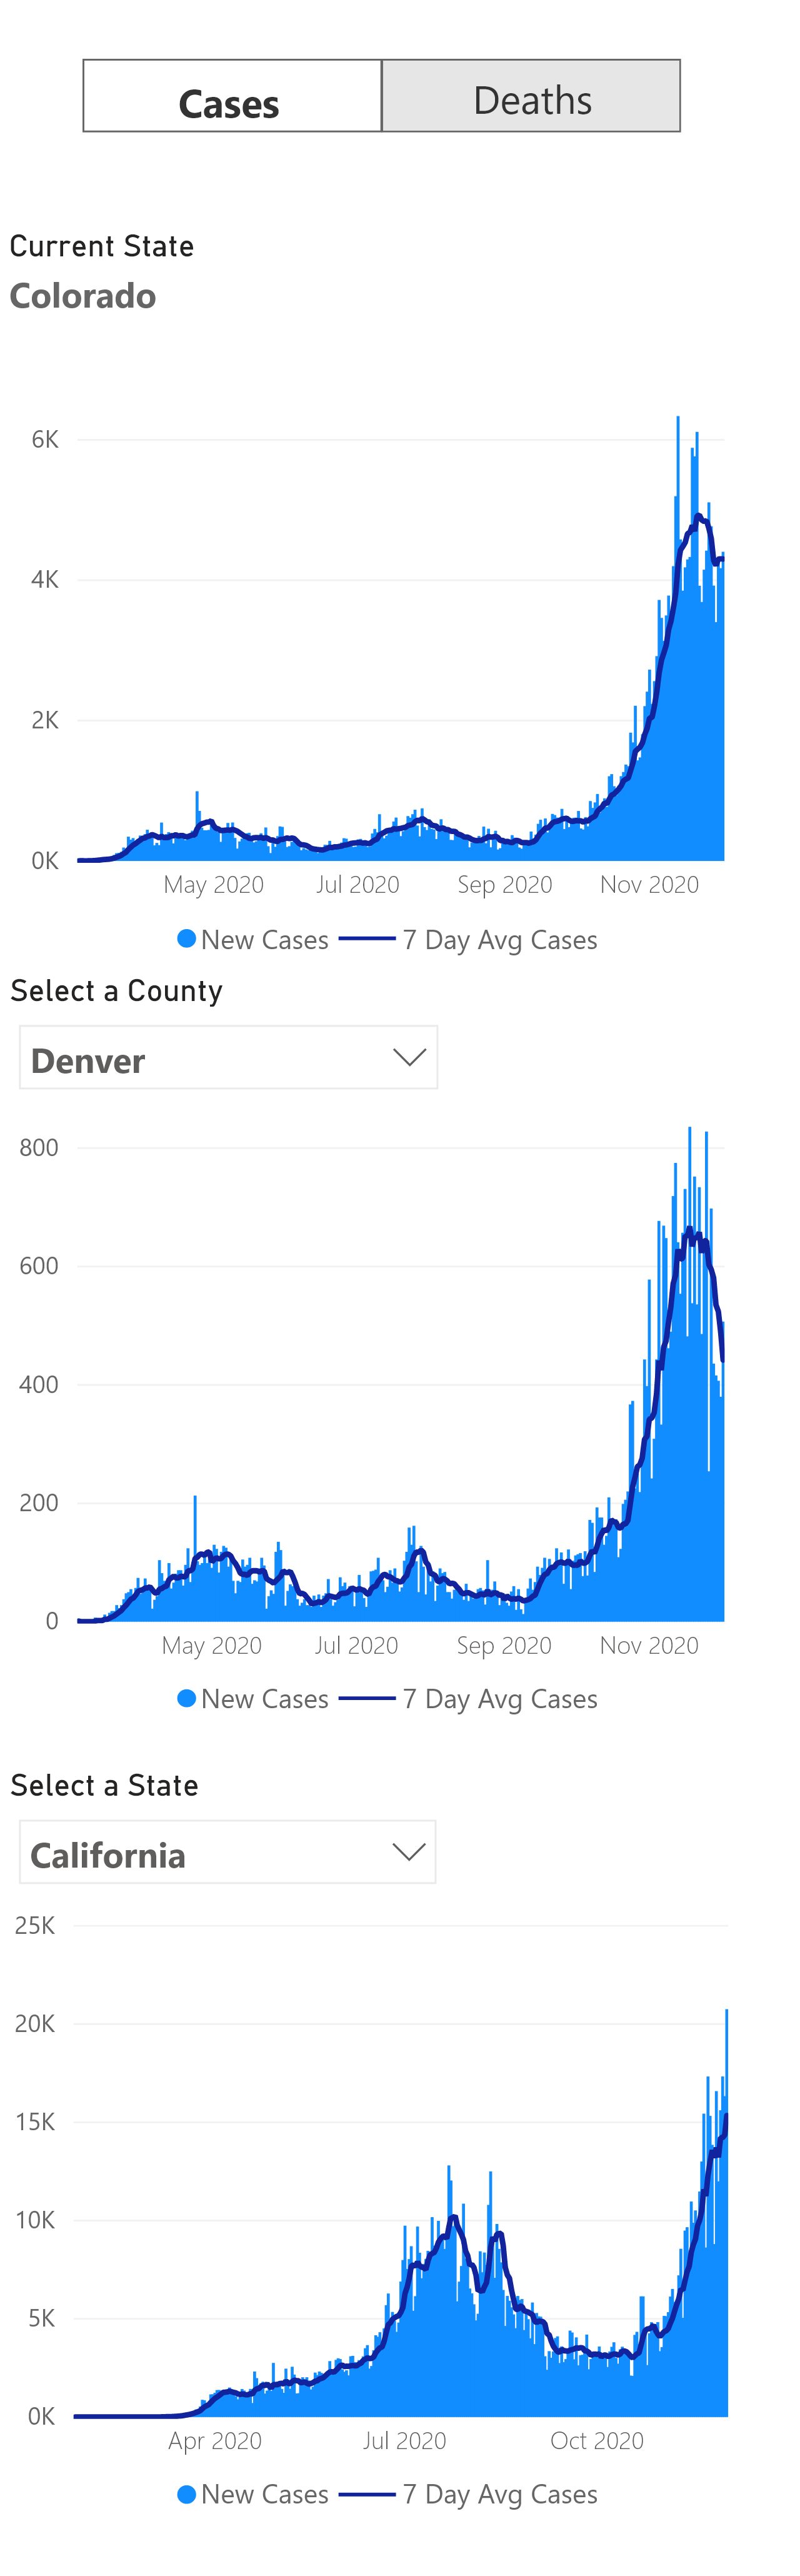 Cases Deaths
Current State
Colorado
6K
4K
2K
0K
May 2020 Jul 2020 Sep 2020 Nov 2020
New Cases 7 Day Avg Cases
Select a County
Denver
800
600
400
200
0
May 2020 Jul 2020 Sep 2020 Nov 2020
New Cases 7 Day Avg Cases
Select a State
California
25K
20K
15K
10K
5K
0K
Apr 2020 Jul 2020 Oct 2020
New Cases 7 Day Avg Cases